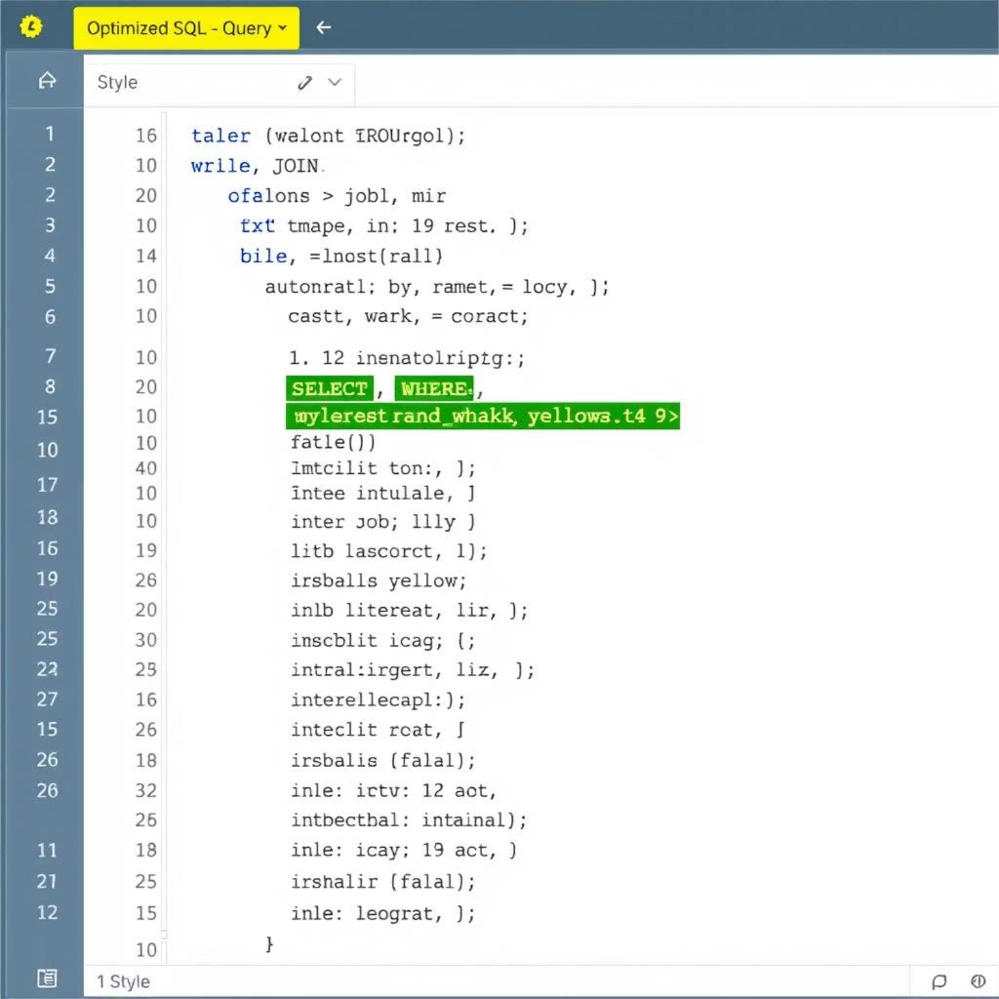 Optimized SQL - Query
Style
1 16 taler (walont IROUrgol);
2 10 wrile, JOIN.
2 20 ofalons > jobl, mir
3 10 fxt tmape, in: 19 rest. );
4 14 bile, =lnost(rall)
5 10 autonratl; by, ramet,= locy, );
6 10 castt, wark, = coract;
7 10 1. 12 inenatolriptg:;
8 20 SELECT, WHERE.,
15 10 mylerest rand_whakk, yellows.t4 9>
10 10 fatle())
40 Imtcilit ton:, ];
17 10 intee intulale, ]
13 10 inter job; llly )
16 19 litb lascorct, l);
19 26 irsballs yellow;
25 20 inlb litereat, lir, );
25 30 inscblit icag; (;
22 23 intral:irgert, liz, );
27 16 interellecapl:);
15 26 inteclit rcat, [
26 18 irsbalis (falal);
26 32 inle: irtv: 12 aot,
26 intbectbal: intainal);
11 18 inle: icay; 19 act, )
21 25 irshalir (falal);
12 15 inle: leograt, );
10 }
1 Style